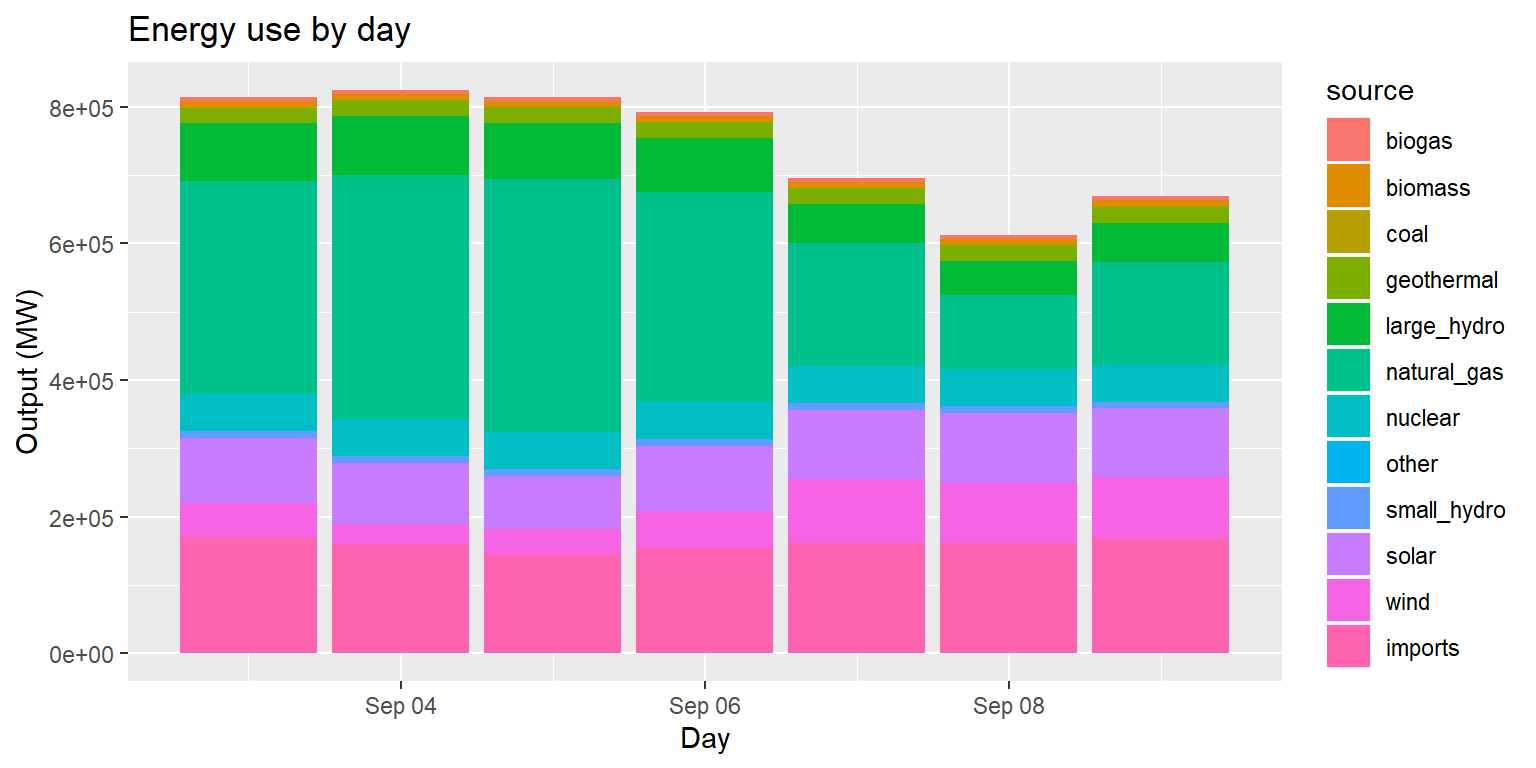 Energy use by day
8e+05
6e+05
4e+05
2e+05
0e+00
Output (MW)
Sep 04
Sep 06
Sep 08
Day
source
biogas
biomass
coal
geothermal
large_hydro
natural_gas
nuclear
other
small_hydro
solar
wind
imports